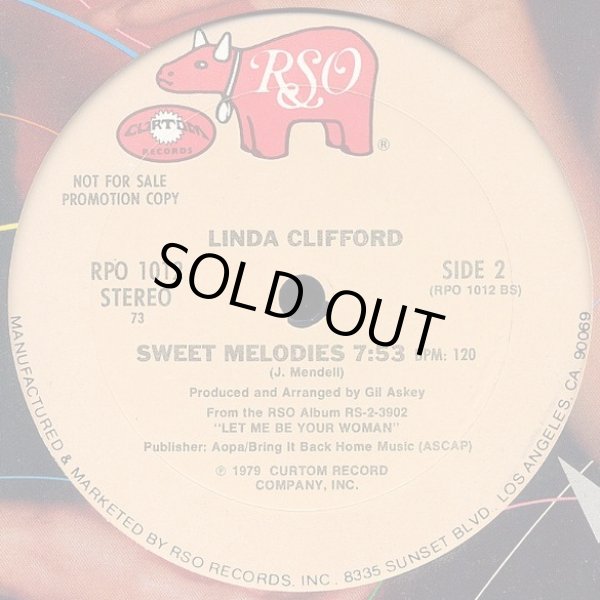 RSO
®
CURTOM
RECORDS
NOT FOR SALE
PROMOTION COPY
LINDA CLIFFORD
RPO 1012
STEREO
73
SIDE 2
(RPO 1012 BS)
SOLD OUT
SWEET MELODIES 7:53 BPM: 120
(J. Mendell)
Produced and Arranged by Gil Askey
From the RSO Album RS-2-3902
"LET ME BE YOUR WOMAN"
Publisher: Aopa/Bring It Back Home Music (ASCAP)
℗ 1979 CURTOM RECORD
COMPANY, INC.
MANUFACTURED & MARKETED BY RSO RECORDS, INC. 8335 SUNSET BLVD. LOS ANGELES, CA. 90069